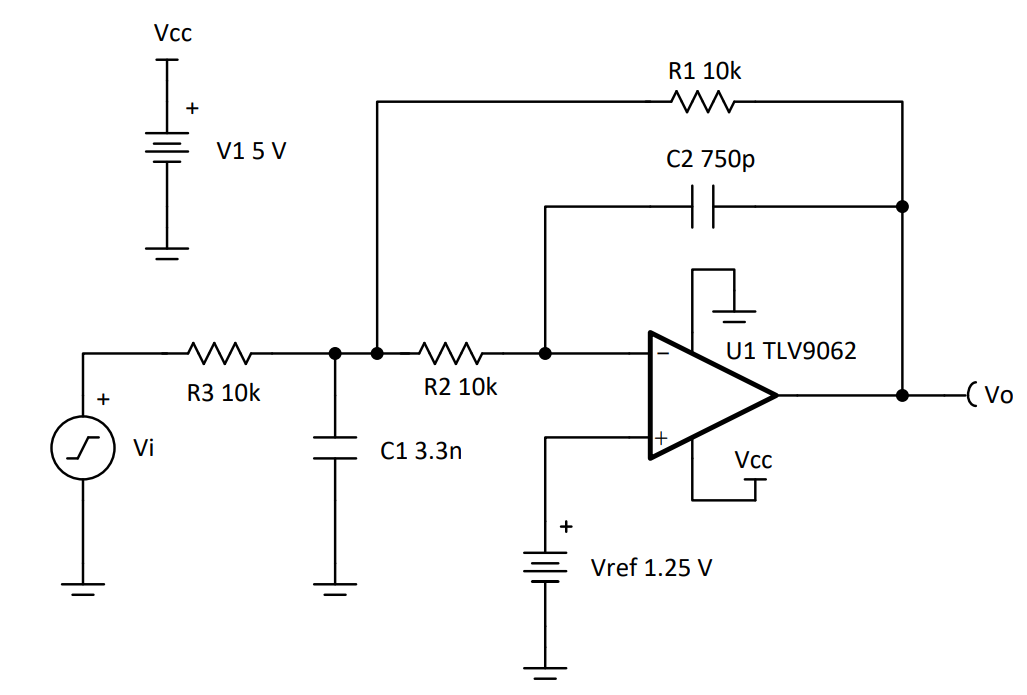 Vcc
+
V1 5 V
R1 10k
C2 750p
U1 TLV9062
−
+
R3 10k
R2 10k
+
Vi
C1 3.3n
Vcc
Vo
+
Vref 1.25 V